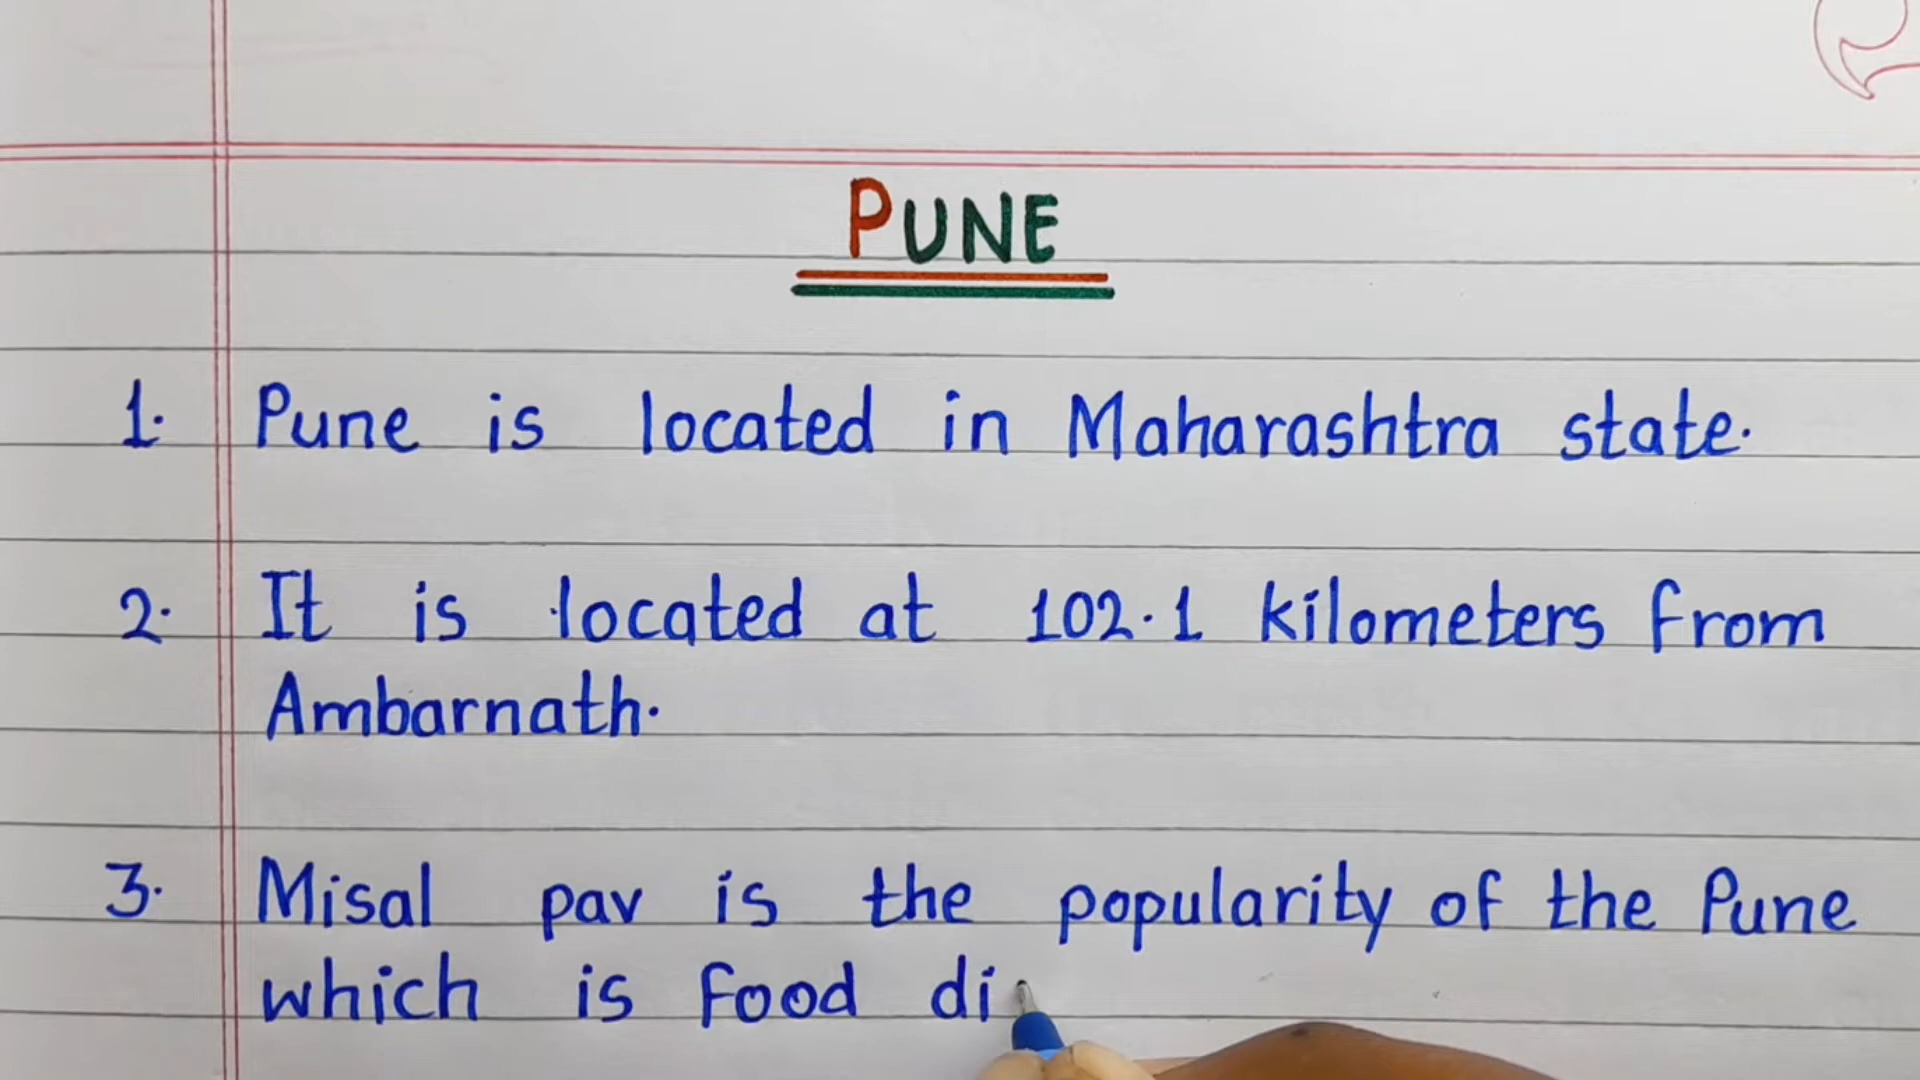 PUNE
1. Pune is located in Maharashtra state.
2. It is located at 102.1 kilometers from
Ambarnath.
3. Misal pav is the popularity of the Pune
which is food di